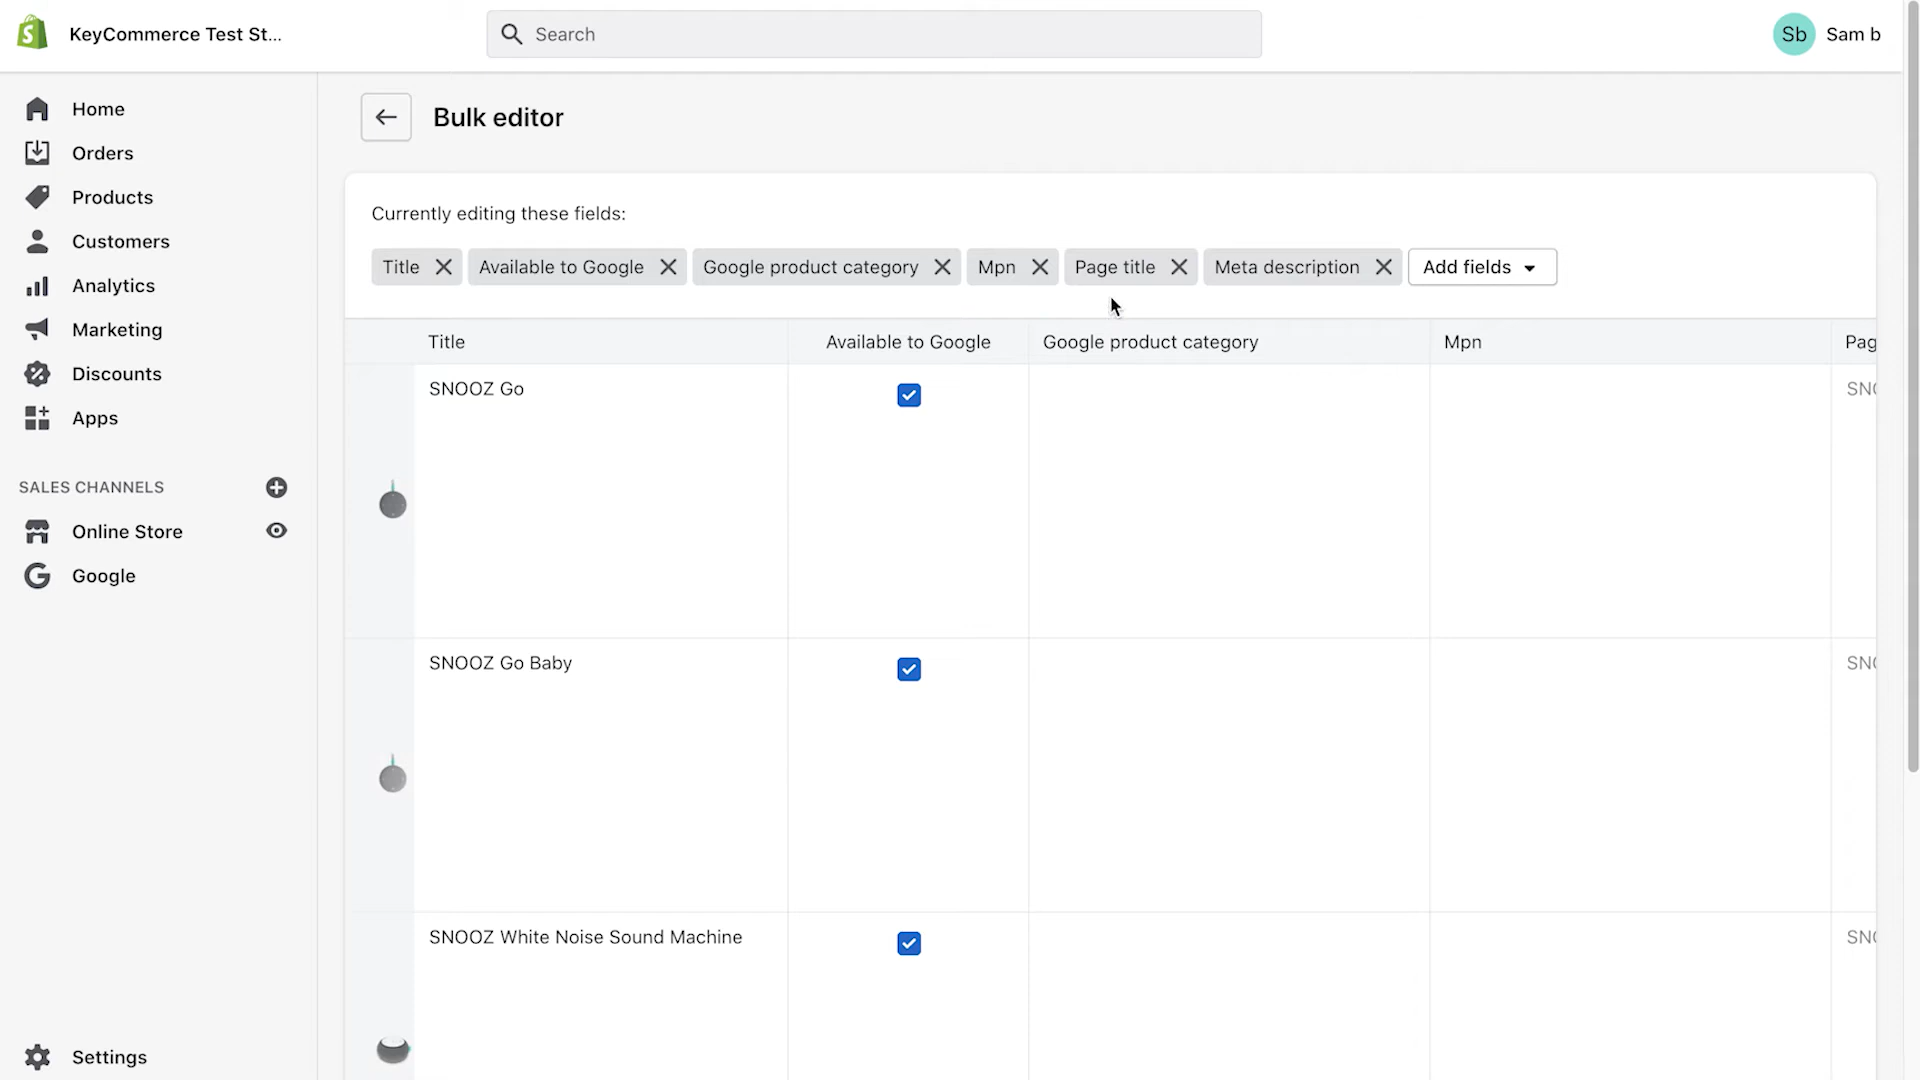 KeyCommerce Test St...
Search
Sb
Sam b
Home
Orders
Products
Customers
Analytics
Marketing
Discounts
Apps
SALES CHANNELS
Online Store
Google
Settings
Bulk editor
Currently editing these fields:
Title Available to Google Google product category Mpn Page title Meta description Add fields
Title Available to Google Google product category Mpn Pag
SNOOZ Go
SNOOZ Go Baby
SNOOZ White Noise Sound Machine